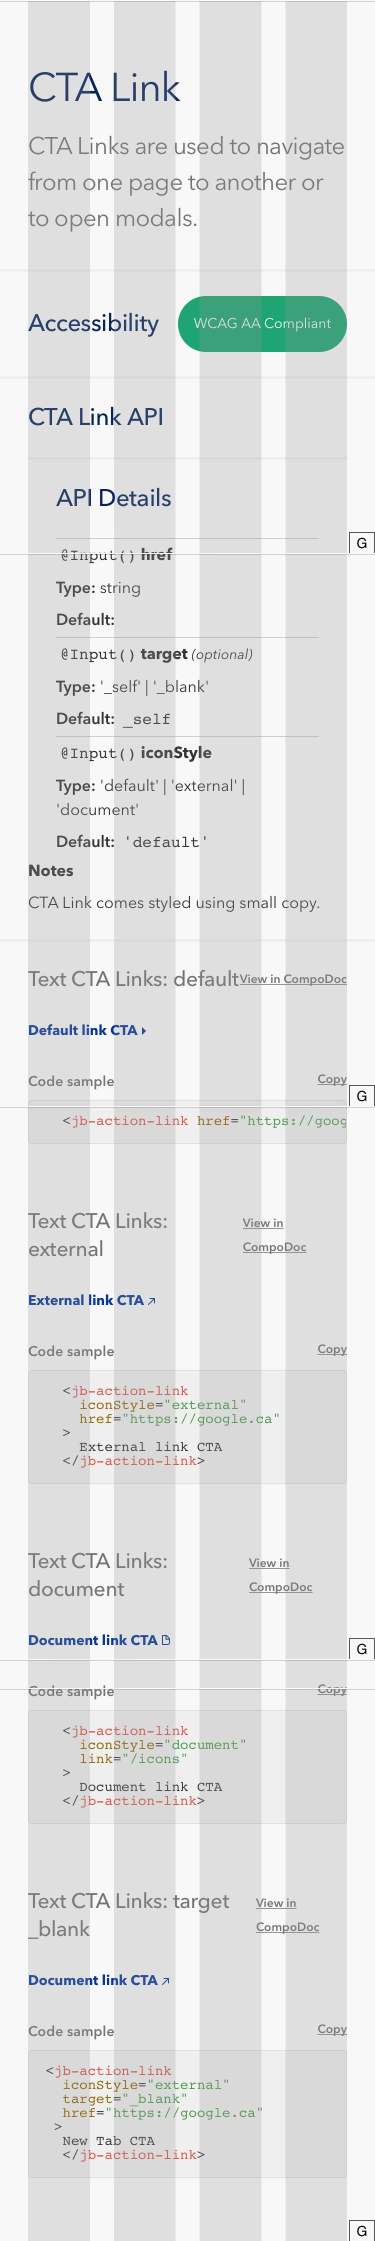 CTA Link
CTA Links are used to navigate
from one page to another or
to open modals.
Accessibility
WCAG AA Compliant
CTA Link API
API Details
G
@Input() href
Type: string
Default:
@Input() target (optional)
Type: '_self' | '_blank'
Default: _self
@Input() iconStyle
Type: 'default' | 'external' |
'document'
Default: 'default'
Notes
CTA Link comes styled using small copy.
Text CTA Links: default View in CompoDoc
Default link CTA
Code sample Copy
G
<jb-action-link href="https://goog
Text CTA Links:
external
View in
CompoDoc
External link CTA
Code sample Copy
<jb-action-link
iconStyle="external"
href="https://google.ca"
>
External link CTA
</jb-action-link>
Text CTA Links:
document
View in
CompoDoc
Document link CTA
G
Code sample Copy
<jb-action-link
iconStyle="document"
link="/icons"
>
Document link CTA
</jb-action-link>
Text CTA Links: target
_blank
View in
CompoDoc
Document link CTA
Code sample Copy
<jb-action-link
iconStyle="external"
target="_blank"
href="https://google.ca"
>
New Tab CTA
</jb-action-link>
G